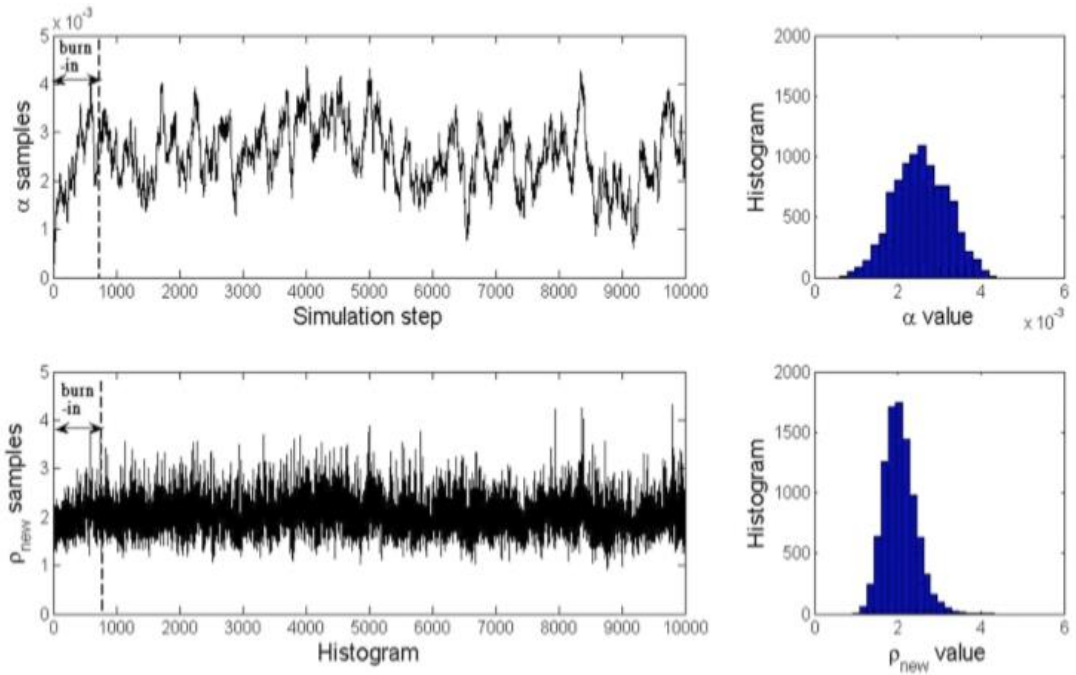 × 10⁻³
5
4
3
2
1
0
burn
-in
α samples
0 1000 2000 3000 4000 5000 6000 7000 8000 9000 10000
Simulation step
2000
1500
1000
500
0
Histogram
0 2 4 6
α value
x 10⁻³
5
4
3
2
1
0
burn
-in
ρnew samples
0 1000 2000 3000 4000 5000 6000 7000 8000 9000 10000
Histogram
2000
1500
1000
500
0
Histogram
0 2 4 6
ρnew value